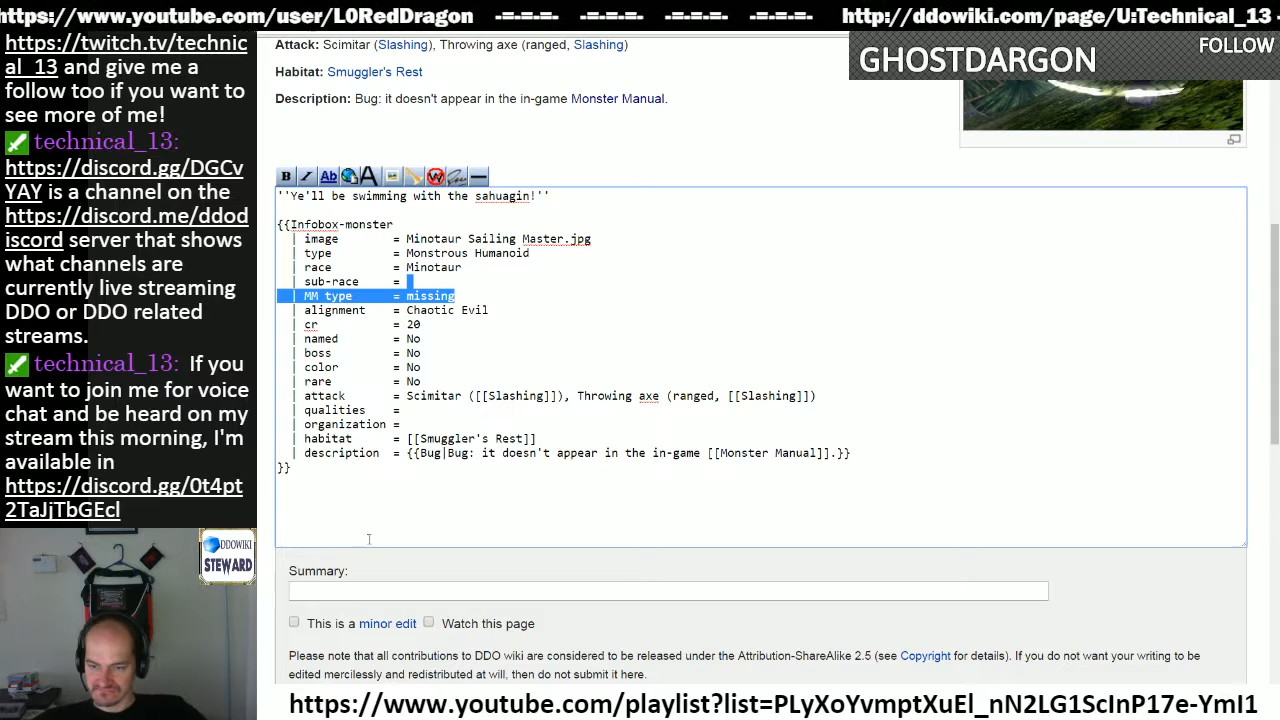 https://www.youtube.com/user/L0RedDragon -=-=-=- -=-=-=- -=-=-=- -=-=-=- http://ddowiki.com/page/U:Technical_13 -
https://twitch.tv/technic
al_13 and give me a
follow too if you want to
see more of me!
technical_13:
https://discord.gg/DGCv
YAY is a channel on the
https://discord.me/ddod
iscord server that shows
what channels are
currently live streaming
DDO or DDO related
streams.
technical_13: If you
want to join me for voice
chat and be heard on my
stream this morning, I'm
available in
https://discord.gg/0t4pt
2TaJjTbGEcl
DDOWIKI
STEWARD
GHOSTDARGON
FOLLOW
Attack: Scimitar (Slashing), Throwing axe (ranged, Slashing)
Habitat: Smuggler's Rest
Description: Bug: it doesn't appear in the in-game Monster Manual.
B I Ab A W
''Ye'll be swimming with the sahuagin!''
{{Infobox-monster
| image = Minotaur Sailing Master.jpg
| type = Monstrous Humanoid
| race = Minotaur
| sub-race =
| MM type = missing
| alignment = Chaotic Evil
| cr = 20
| named = No
| boss = No
| color = No
| rare = No
| attack = Scimitar ([[Slashing]]), Throwing axe (ranged, [[Slashing]])
| qualities =
| organization =
| habitat = [[Smuggler's Rest]]
| description = {{Bug|Bug: it doesn't appear in the in-game [[Monster Manual]].}}
}}
Summary:
This is a minor edit Watch this page
Please note that all contributions to DDO wiki are considered to be released under the Attribution-ShareAlike 2.5 (see Copyright for details). If you do not want your writing to be
edited mercilessly and redistributed at will, then do not submit it here.
https://www.youtube.com/playlist?list=PLyXoYvmptXuEl_nN2LG1ScInP17e-YmI1